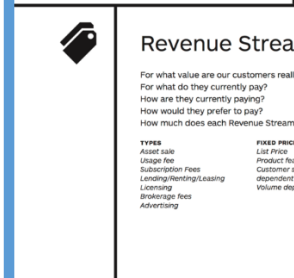 Revenue Strea
For what value are our customers reall
For what do they currently pay?
How are they currently paying?
How would they prefer to pay?
How much does each Revenue Stream
TYPES
Asset sale
Usage fee
Subscription Fees
Lending/Renting/Leasing
Licensing
Brokerage fees
Advertising
FIXED PRIC
List Price
Product fea
Customer s
dependent
Volume dep